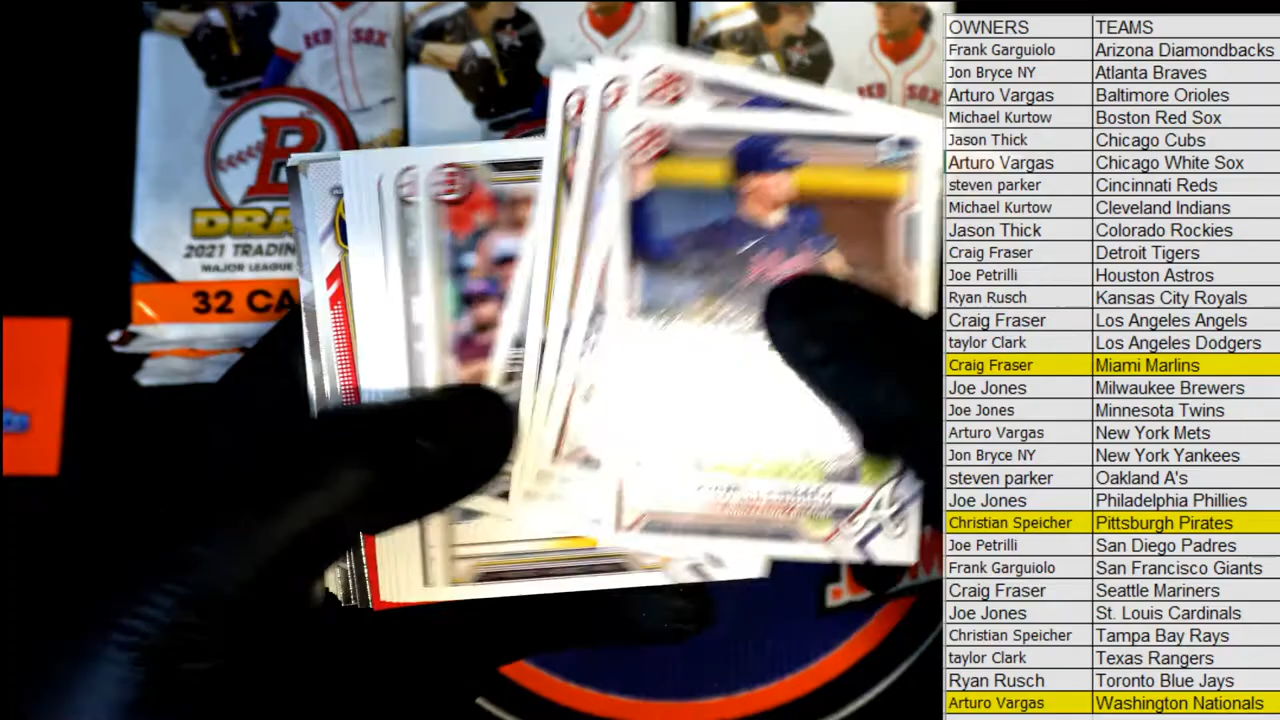 RED SOX
RED SOX
B
DRA
2021 TRADIN
MAJOR LEAGUE
32 CA
OWNERS TEAMS
Frank Garguiolo Arizona Diamondbacks
Jon Bryce NY Atlanta Braves
Arturo Vargas Baltimore Orioles
Michael Kurtow Boston Red Sox
Jason Thick Chicago Cubs
Arturo Vargas Chicago White Sox
steven parker Cincinnati Reds
Michael Kurtow Cleveland Indians
Jason Thick Colorado Rockies
Craig Fraser Detroit Tigers
Joe Petrilli Houston Astros
Ryan Rusch Kansas City Royals
Craig Fraser Los Angeles Angels
taylor Clark Los Angeles Dodgers
Craig Fraser Miami Marlins
Joe Jones Milwaukee Brewers
Joe Jones Minnesota Twins
Arturo Vargas New York Mets
Jon Bryce NY New York Yankees
steven parker Oakland A's
Joe Jones Philadelphia Phillies
Christian Speicher Pittsburgh Pirates
Joe Petrilli San Diego Padres
Frank Garguiolo San Francisco Giants
Craig Fraser Seattle Mariners
Joe Jones St. Louis Cardinals
Christian Speicher Tampa Bay Rays
taylor Clark Texas Rangers
Ryan Rusch Toronto Blue Jays
Arturo Vargas Washington Nationals